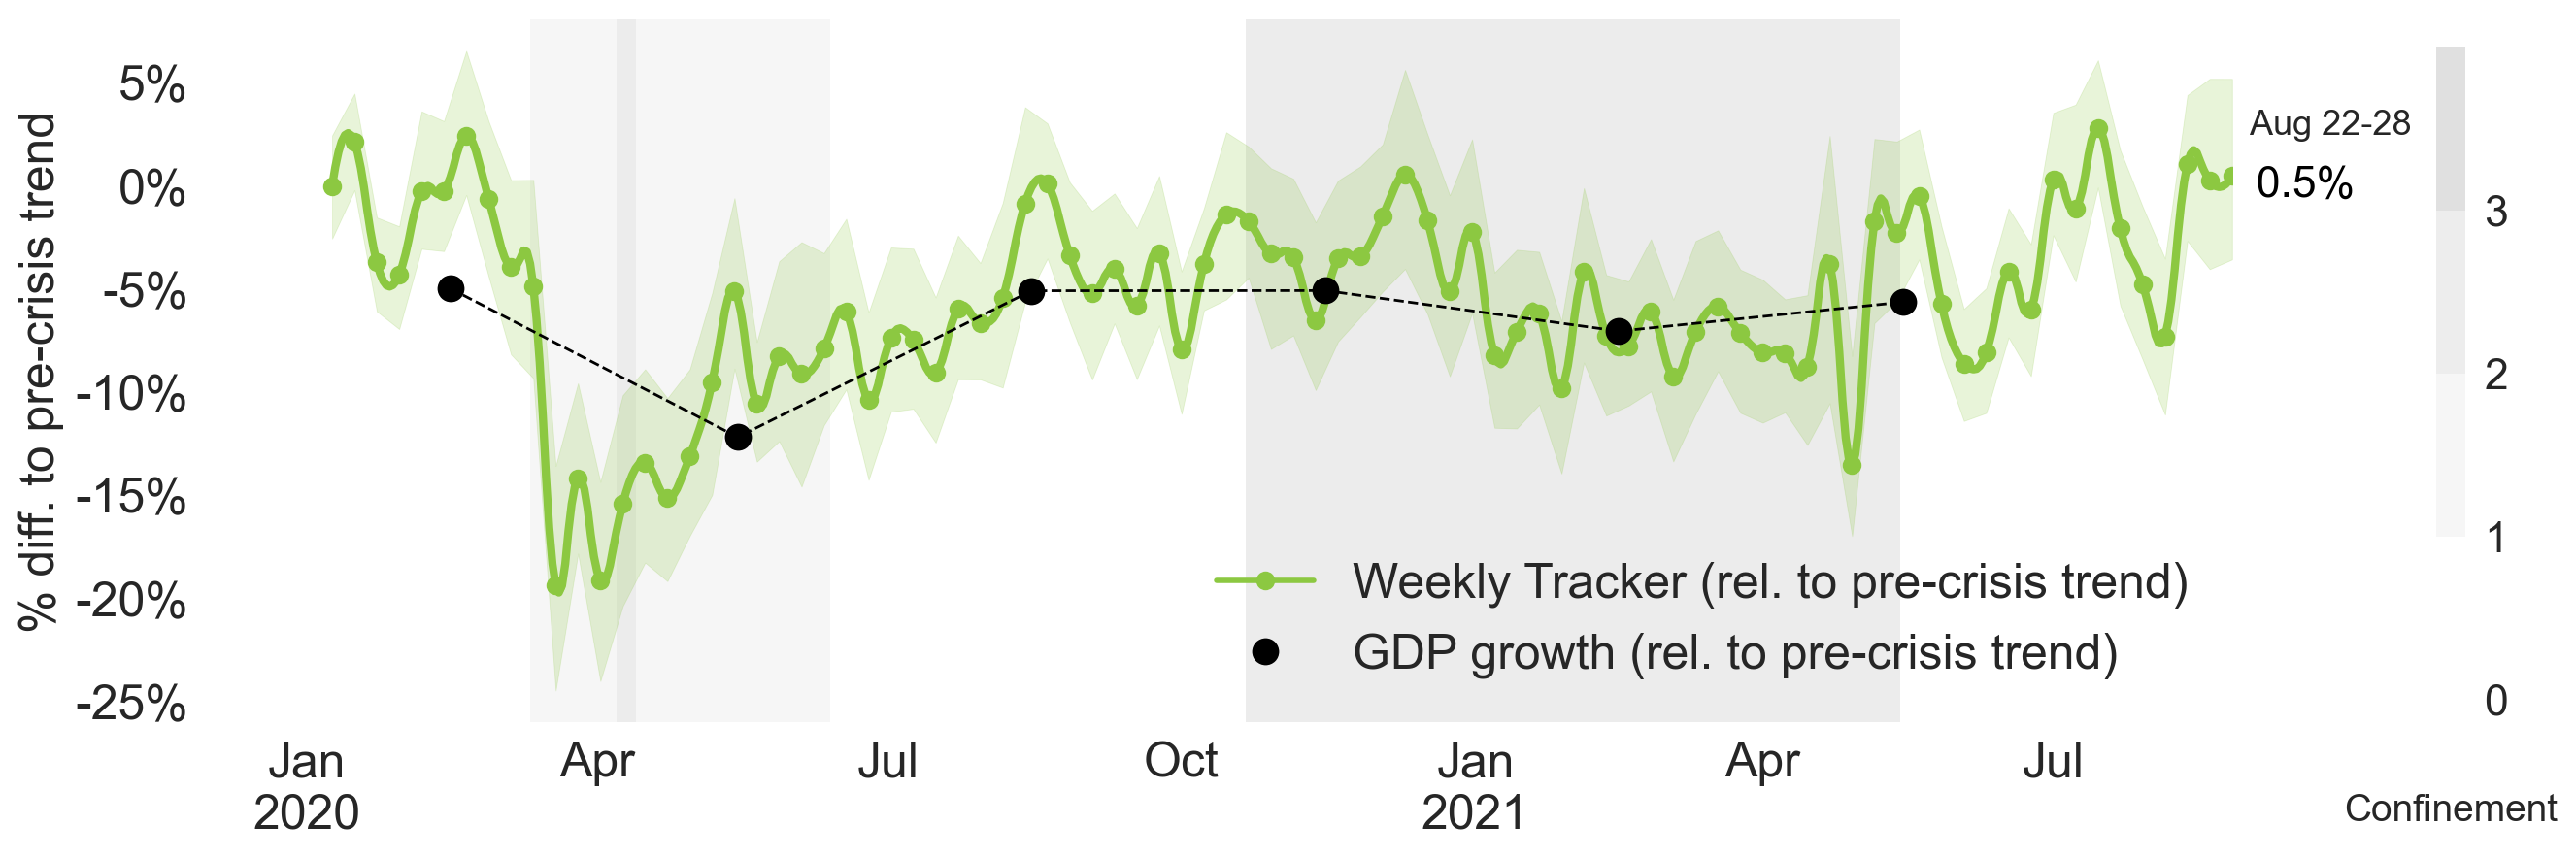 % diff. to pre-crisis trend
5%
0%
-5%
-10%
-15%
-20%
-25%
Jan
2020
Apr
Jul
Oct
Jan
2021
Apr
Jul
Weekly Tracker (rel. to pre-crisis trend)
GDP growth (rel. to pre-crisis trend)
Aug 22-28
0.5%
3
2
1
0
Confinement